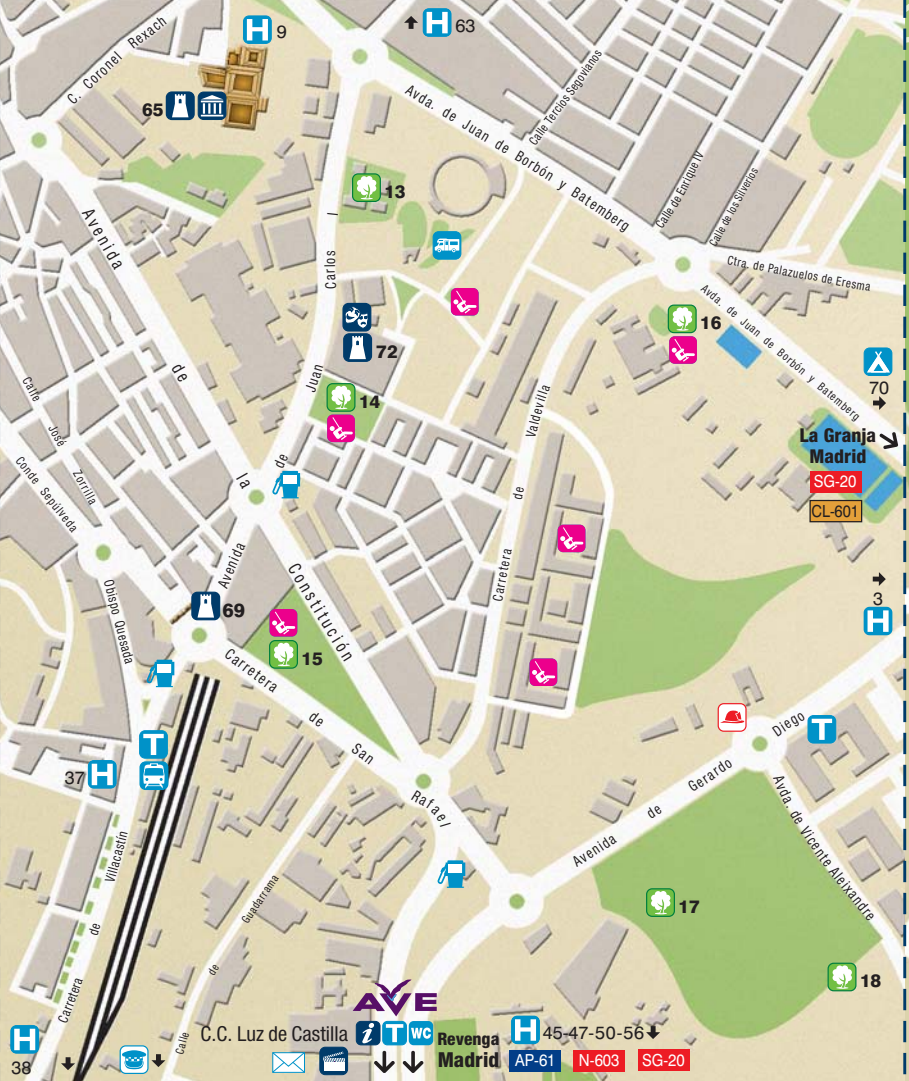 H 9
H 63
C. Coronel Rexach
65
Avda. de Juan de Borbón y Batemberg
Calle Tercios Segovianos
Calle de Enrique IV
Calle de los Silverios
13
Avenida de la Constitución
Avenida de Juan Carlos I
Ctra. de Palazuelos de Eresma
Avda. de Juan de Borbón y Batemberg
16
72
14
70
La Granja
Madrid
SG-20
CL-601
Calle José Zorrilla
Conde Sepúlveda
Carretera de Valdevilla
Obispo Quesada
69
15
3
H
Carretera de San Rafael
T
37 H
Diego
T
Avenida de Gerardo
Avda. de Vicente Aleixandre
Carretera de Villacastín
Calle de Guadarrama
17
18
AVE
C.C. Luz de Castilla i T WC Revenga H 45-47-50-56
Madrid AP-61 N-603 SG-20
H
38